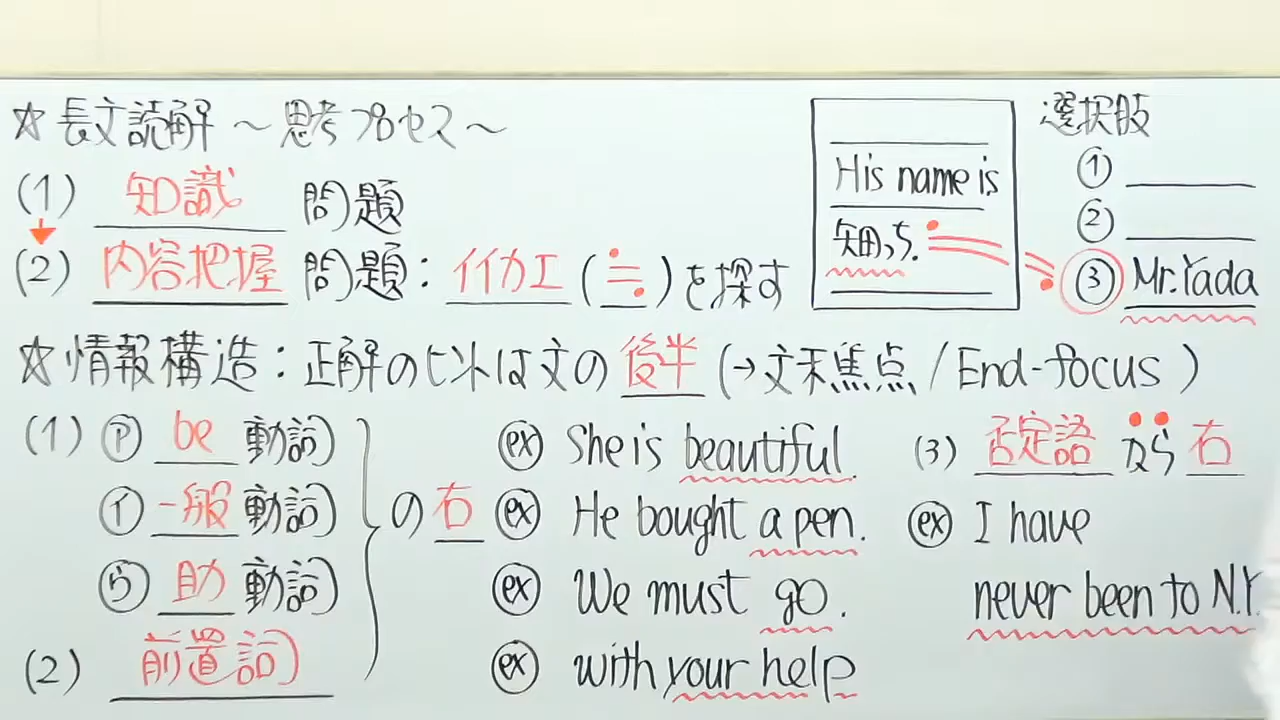 ☆長文読解 ～思考プロセス～
(1) 知識 問題
(2) 内容把握 問題：イイカエ(≒)を探す
His name is
矢田っち.
選択肢
①
②
③ Mr.Yada
☆情報構造：正解のヒントは文の後半(→文末焦点/End-focus)
(1) ㋐ be 動詞
㋑ 一般 動詞
㋒ 助 動詞
(2) 前置詞
の右
ex She is beautiful.
ex He bought a pen.
ex We must go.
ex with your help
(3) 否定語 から 右
ex I have
never been to N.Y.